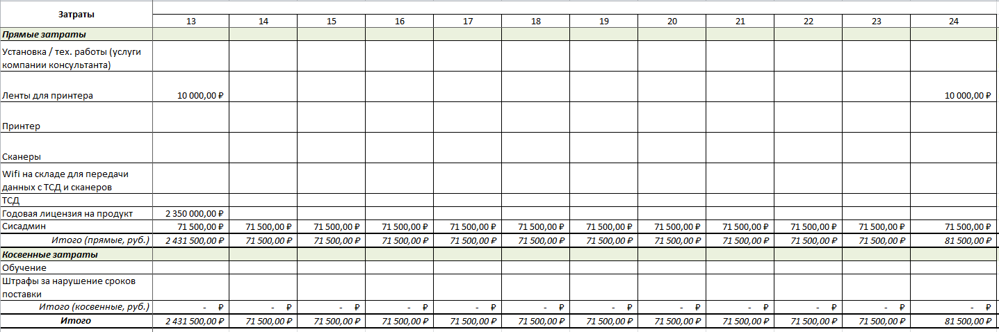 Затраты
13 14 15 16 17 18 19 20 21 22 23 24
Прямые затраты
Установка / тех. работы (услуги
компании консультанта)
Ленты для принтера 10 000,00 ₽ 10 000,00 ₽
Принтер
Сканеры
Wifi на складе для передачи
данных с ТСД и сканеров
ТСД
Годовая лицензия на продукт 2 350 000,00 ₽
Сисадмин 71 500,00 ₽ 71 500,00 ₽ 71 500,00 ₽ 71 500,00 ₽ 71 500,00 ₽ 71 500,00 ₽ 71 500,00 ₽ 71 500,00 ₽ 71 500,00 ₽ 71 500,00 ₽ 71 500,00 ₽ 71 500,00 ₽
Итого (прямые, руб.) 2 431 500,00 ₽ 71 500,00 ₽ 71 500,00 ₽ 71 500,00 ₽ 71 500,00 ₽ 71 500,00 ₽ 71 500,00 ₽ 71 500,00 ₽ 71 500,00 ₽ 71 500,00 ₽ 71 500,00 ₽ 81 500,00 ₽
Косвенные затраты
Обучение
Штрафы за нарушение сроков
поставки
Итого (косвенные, руб.) - ₽ - ₽ - ₽ - ₽ - ₽ - ₽ - ₽ - ₽ - ₽ - ₽ - ₽ - ₽
Итого 2 431 500,00 ₽ 71 500,00 ₽ 71 500,00 ₽ 71 500,00 ₽ 71 500,00 ₽ 71 500,00 ₽ 71 500,00 ₽ 71 500,00 ₽ 71 500,00 ₽ 71 500,00 ₽ 71 500,00 ₽ 81 500,00 ₽